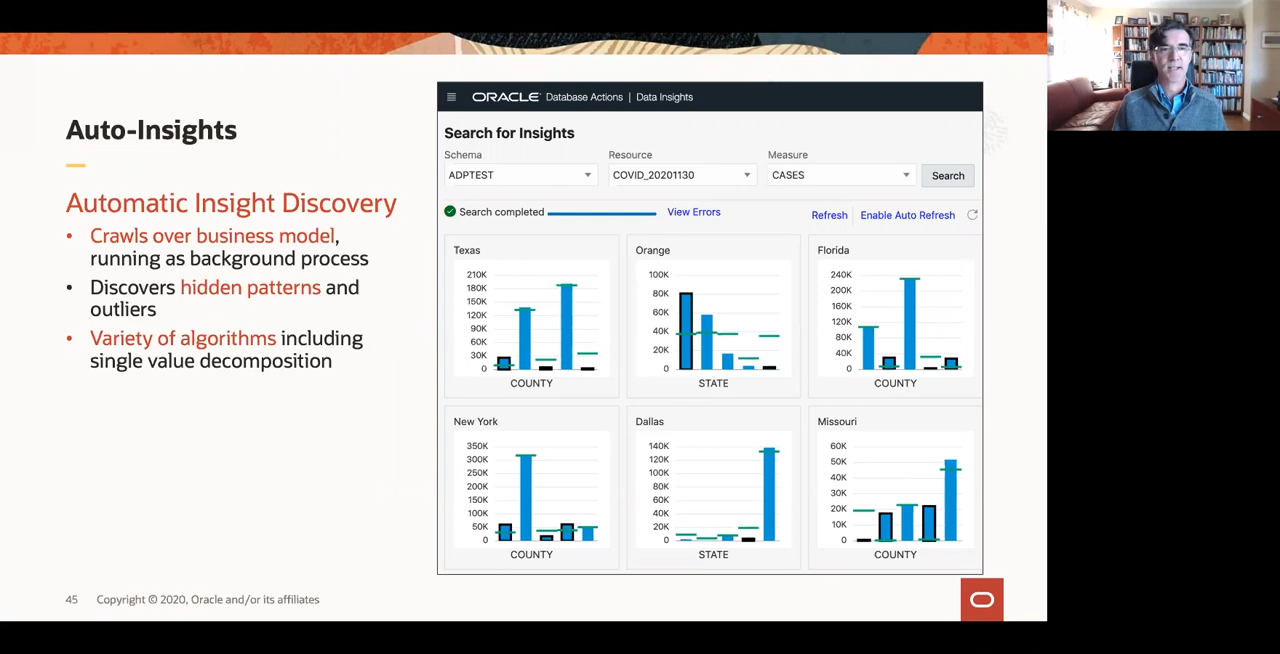 Auto-Insights
Automatic Insight Discovery
• Crawls over business model,
running as background process
• Discovers hidden patterns and
outliers
• Variety of algorithms including
single value decomposition
ORACLE Database Actions | Data Insights
Search for Insights
Schema Resource Measure
ADPTEST COVID_20201130 CASES Search
Search completed View Errors
Refresh Enable Auto Refresh
Texas
210K
180K
150K
120K
90K
60K
30K
0
COUNTY
Orange
100K
80K
60K
40K
20K
0
STATE
Florida
240K
200K
160K
120K
80K
40K
0
COUNTY
New York
350K
300K
250K
200K
150K
100K
50K
0
COUNTY
Dallas
140K
120K
100K
80K
60K
40K
20K
0
STATE
Missouri
60K
50K
40K
30K
20K
10K
0
COUNTY
45 Copyright © 2020, Oracle and/or its affiliates